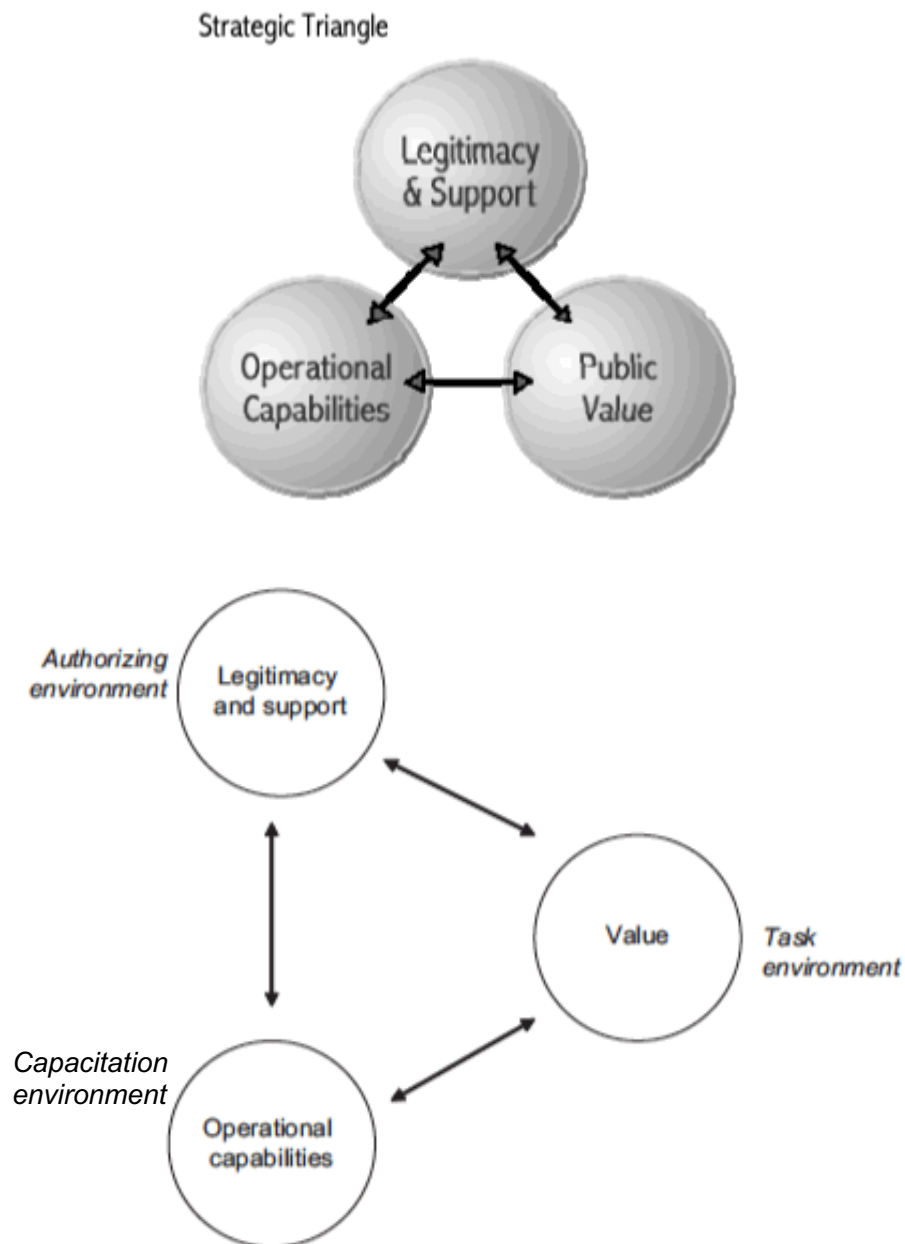 Strategic Triangle
Legitimacy
& Support
Operational
Capabilities
Public
Value
Authorizing
environment
Legitimacy
and support
Value
Task
environment
Capacitation
environment
Operational
capabilities